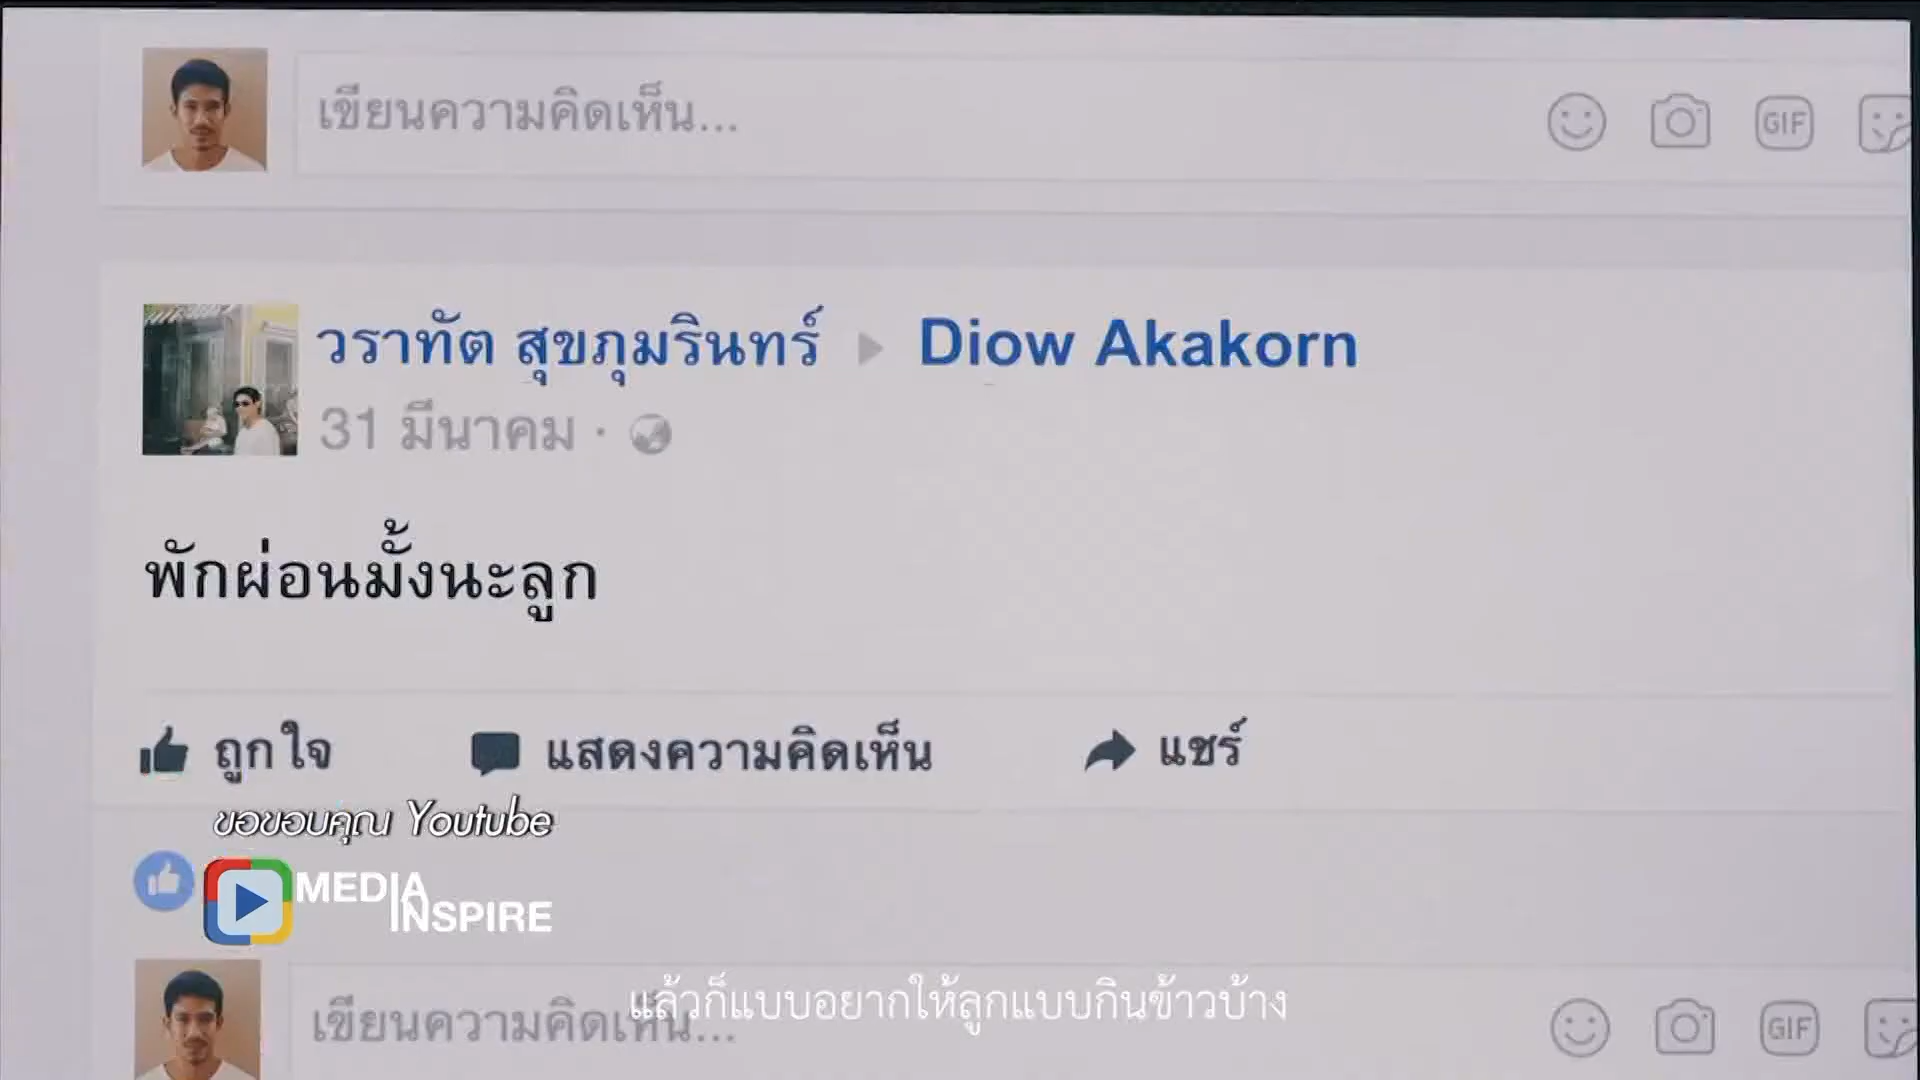 เขียนความคิดเห็น...
GIF
วราทัต สุขภุมรินทร์ ▸ Diow Akakorn
31 มีนาคม ·
พักผ่อนมั้งนะลูก
ถูกใจ แสดงความคิดเห็น แชร์
ขอขอบคุณ Youtube
MEDIA
INSPIRE
เขียนความคิดเห็น...
GIF
แล้วก็แบบอยากให้ลูกแบบกินข้าวบ้าง